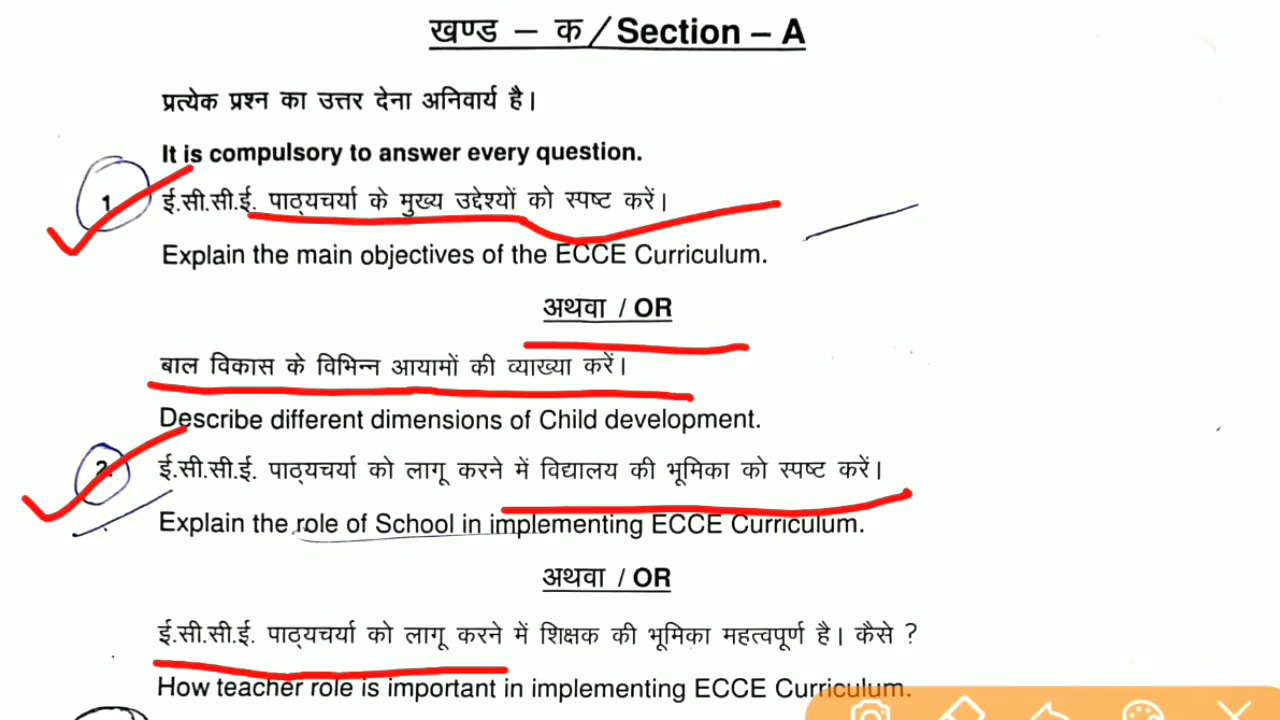 खण्ड – क / Section – A
प्रत्येक प्रश्न का उत्तर देना अनिवार्य है।
It is compulsory to answer every question.
1. ई.सी.सी.ई. पाठ्यचर्या के मुख्य उद्देश्यों को स्पष्ट करें।
Explain the main objectives of the ECCE Curriculum.
अथवा / OR
बाल विकास के विभिन्न आयामों की व्याख्या करें।
Describe different dimensions of Child development.
2. ई.सी.सी.ई. पाठ्यचर्या को लागू करने में विद्यालय की भूमिका को स्पष्ट करें।
Explain the role of School in implementing ECCE Curriculum.
अथवा / OR
ई.सी.सी.ई. पाठ्यचर्या को लागू करने में शिक्षक की भूमिका महत्वपूर्ण है। कैसे ?
How teacher role is important in implementing ECCE Curriculum.